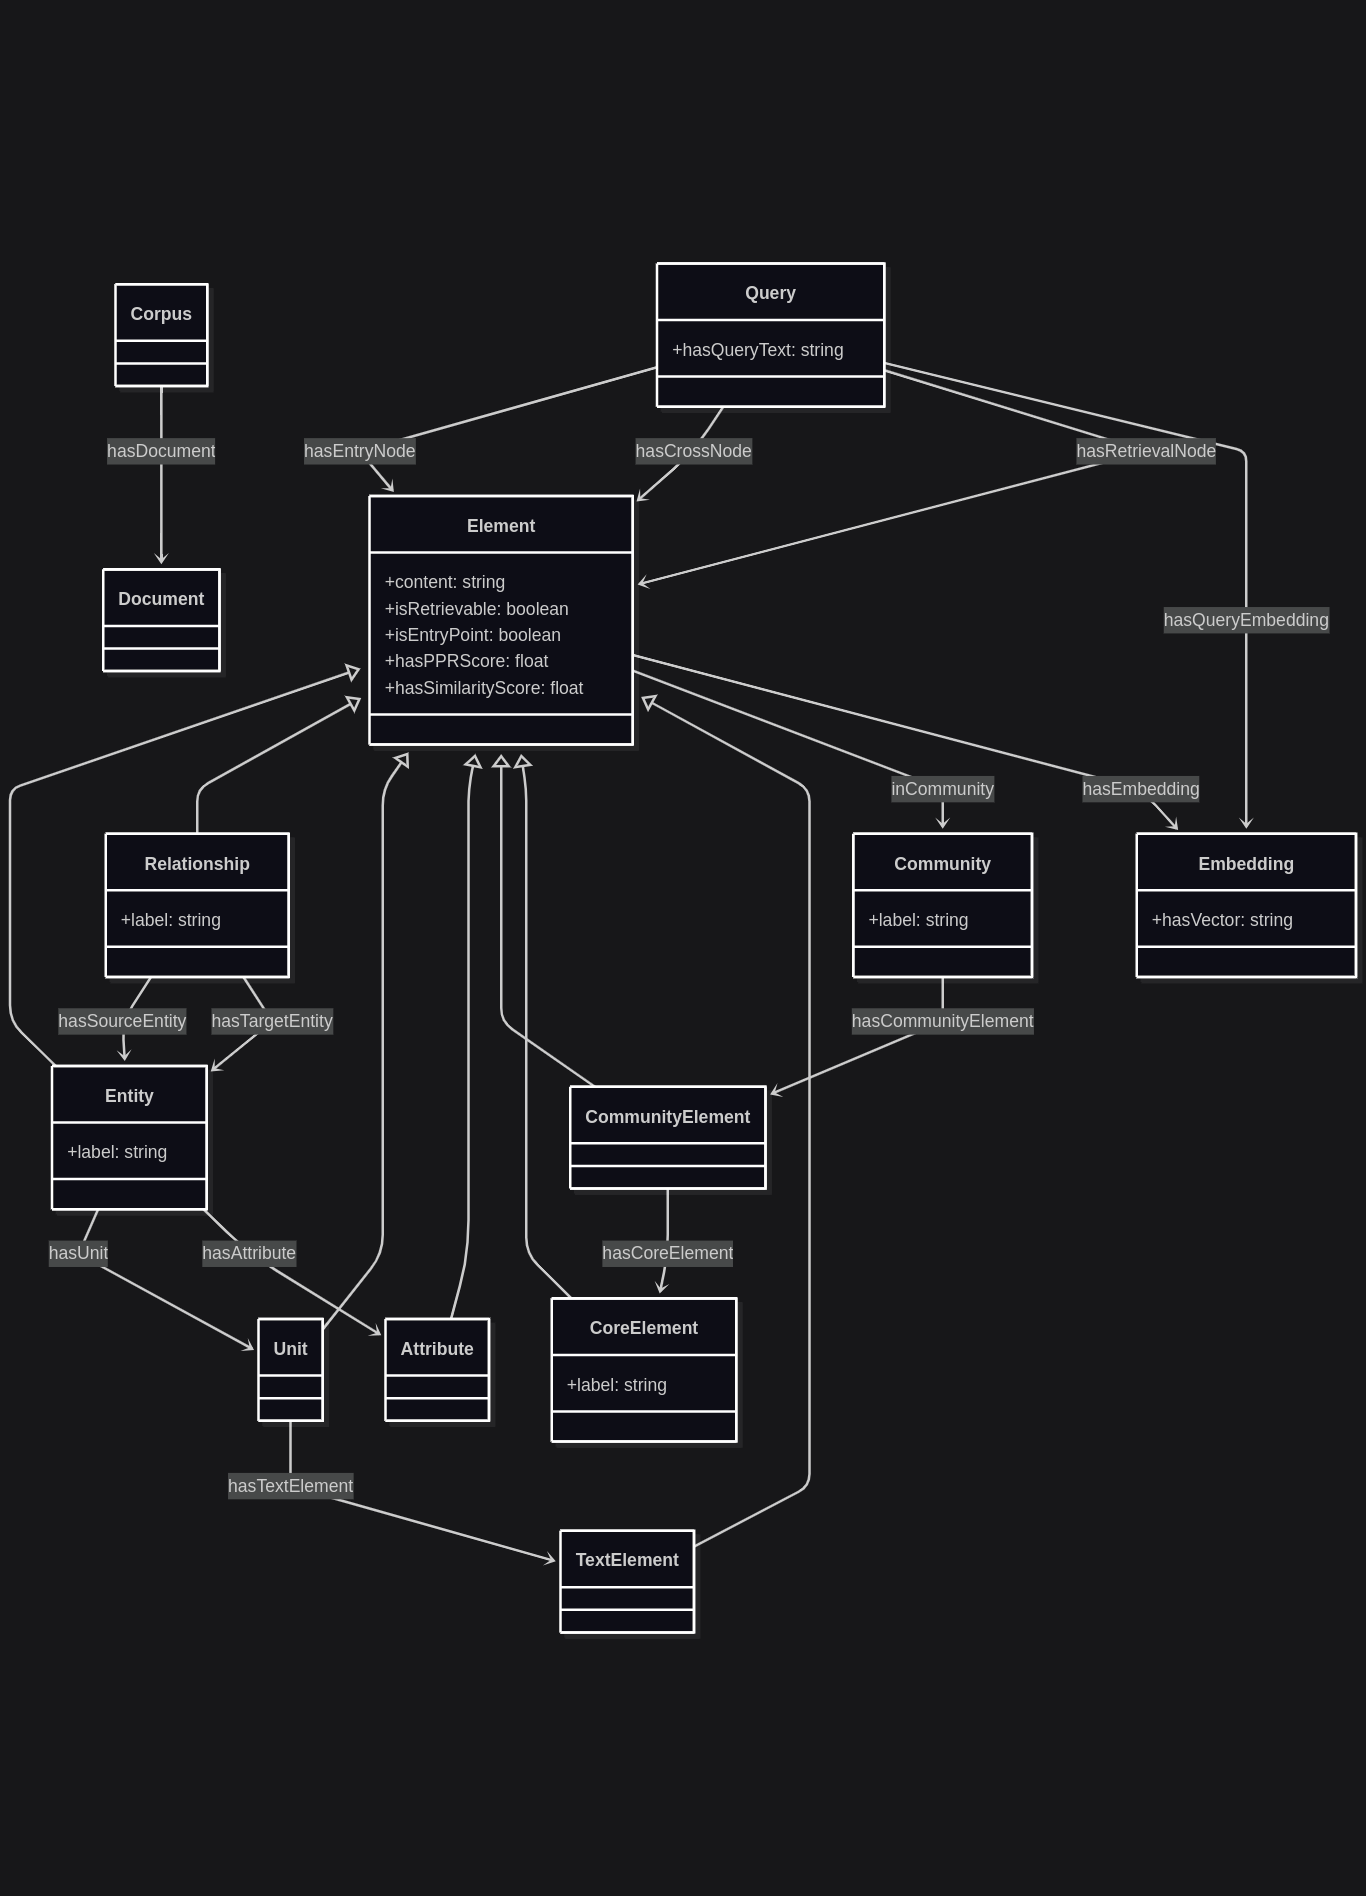 Query
+hasQueryText: string
Corpus
hasDocument
hasEntryNode
hasCrossNode
hasRetrievalNode
Element
+content: string
+isRetrievable: boolean
+isEntryPoint: boolean
+hasPPRScore: float
+hasSimilarityScore: float
Document
hasQueryEmbedding
inCommunity
hasEmbedding
Relationship
+label: string
Community
+label: string
Embedding
+hasVector: string
hasSourceEntity
hasTargetEntity
hasCommunityElement
Entity
+label: string
CommunityElement
hasUnit
hasAttribute
hasCoreElement
Unit
Attribute
CoreElement
+label: string
hasTextElement
TextElement